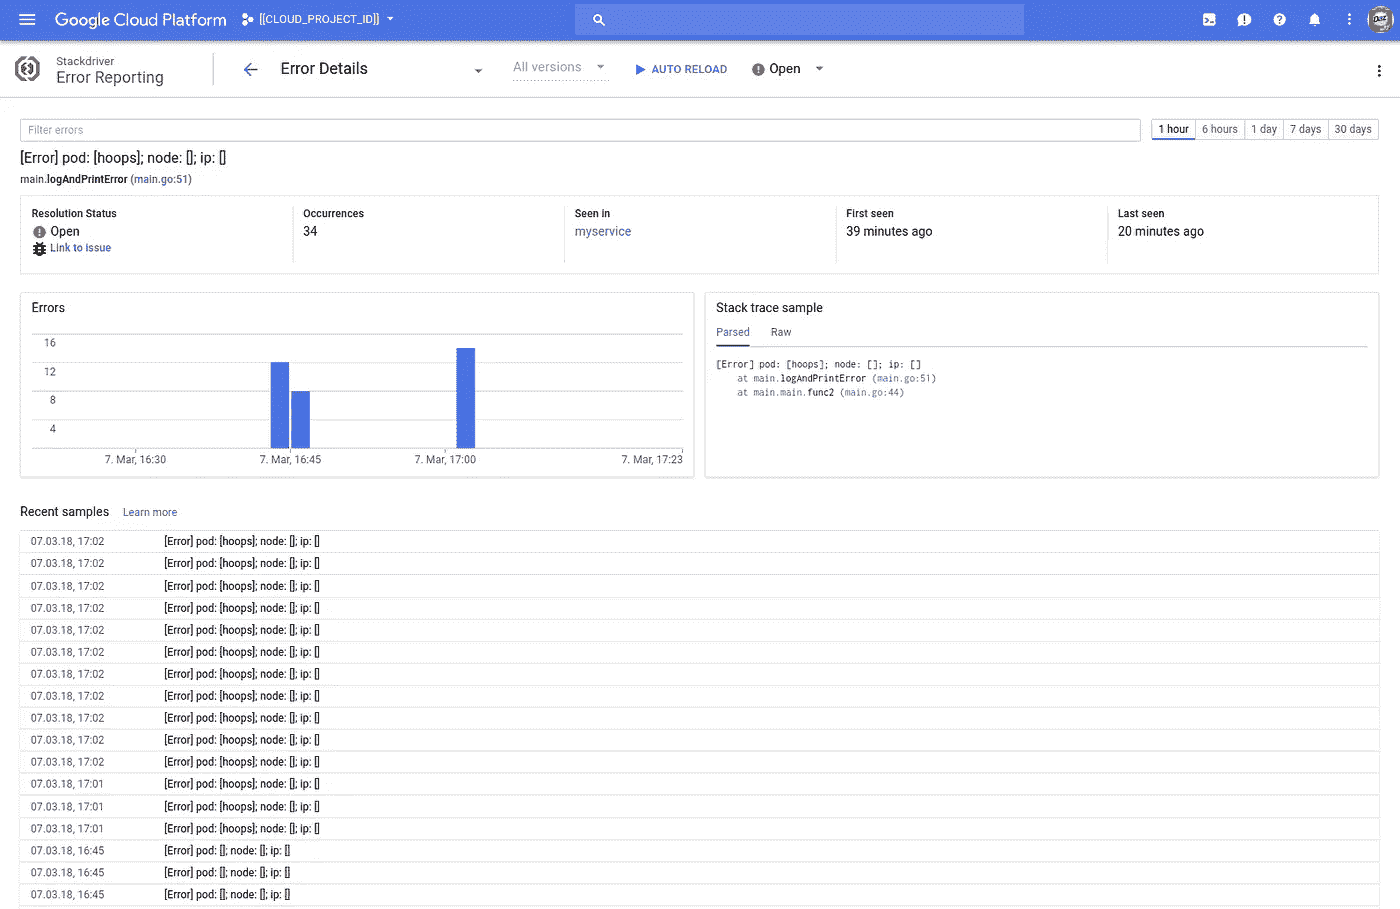 Google Cloud Platform
[[CLOUD_PROJECT_ID]]
Stackdriver
Error Reporting
Error Details
All versions
AUTO RELOAD
Open
Filter errors
1 hour
6 hours
1 day
7 days
30 days
[Error] pod: [hoops]; node: []; ip: []
main.logAndPrintError (main.go:51)
Resolution Status
Open
Link to issue
Occurrences
34
Seen in
myservice
First seen
39 minutes ago
Last seen
20 minutes ago
Errors
16
12
8
4
7. Mar, 16:30
7. Mar, 16:45
7. Mar, 17:00
7. Mar, 17:23
Stack trace sample
Parsed
Raw
[Error] pod: [hoops]; node: []; ip: []
at main.logAndPrintError (main.go:51)
at main.main.func2 (main.go:44)
Recent samples
Learn more
07.03.18, 17:02 [Error] pod: [hoops]; node: []; ip: []
07.03.18, 17:02 [Error] pod: [hoops]; node: []; ip: []
07.03.18, 17:02 [Error] pod: [hoops]; node: []; ip: []
07.03.18, 17:02 [Error] pod: [hoops]; node: []; ip: []
07.03.18, 17:02 [Error] pod: [hoops]; node: []; ip: []
07.03.18, 17:02 [Error] pod: [hoops]; node: []; ip: []
07.03.18, 17:02 [Error] pod: [hoops]; node: []; ip: []
07.03.18, 17:02 [Error] pod: [hoops]; node: []; ip: []
07.03.18, 17:02 [Error] pod: [hoops]; node: []; ip: []
07.03.18, 17:02 [Error] pod: [hoops]; node: []; ip: []
07.03.18, 17:02 [Error] pod: [hoops]; node: []; ip: []
07.03.18, 17:01 [Error] pod: [hoops]; node: []; ip: []
07.03.18, 17:01 [Error] pod: [hoops]; node: []; ip: []
07.03.18, 17:01 [Error] pod: [hoops]; node: []; ip: []
07.03.18, 16:45 [Error] pod: []; node: []; ip: []
07.03.18, 16:45 [Error] pod: []; node: []; ip: []
07.03.18, 16:45 [Error] pod: []; node: []; ip: []